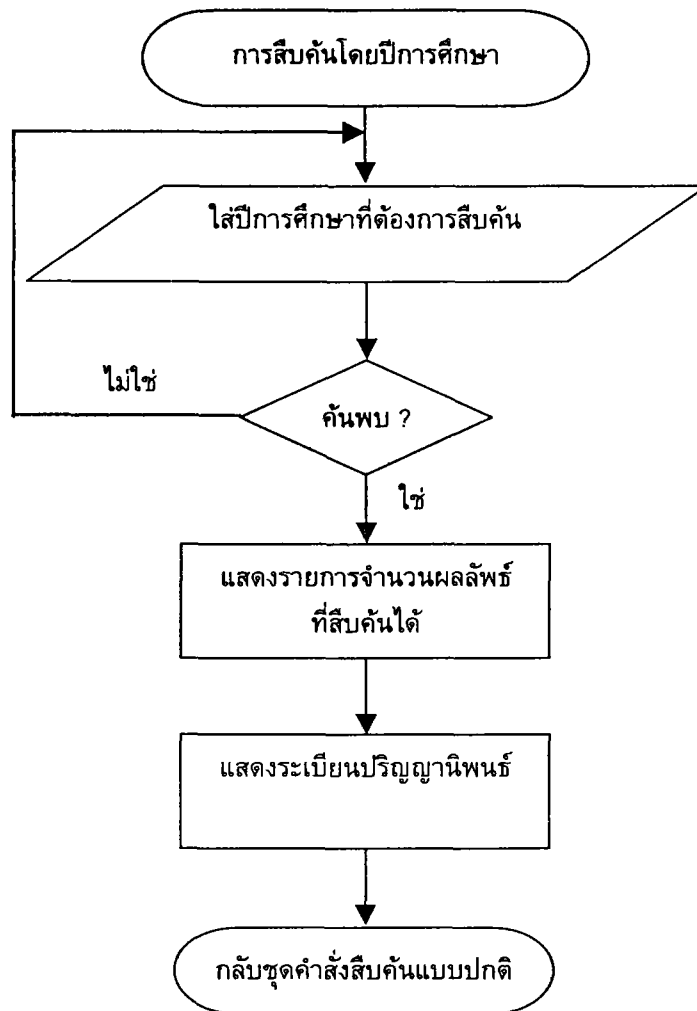 การสืบค้นโดยปีการศึกษา
ใส่ปีการศึกษาที่ต้องการสืบค้น
ไม่ใช่
ค้นพบ ?
ใช่
แสดงรายการจำนวนผลลัพธ์
ที่สืบค้นได้
แสดงระเบียนปริญญานิพนธ์
กลับชุดคำสั่งสืบค้นแบบปกติ